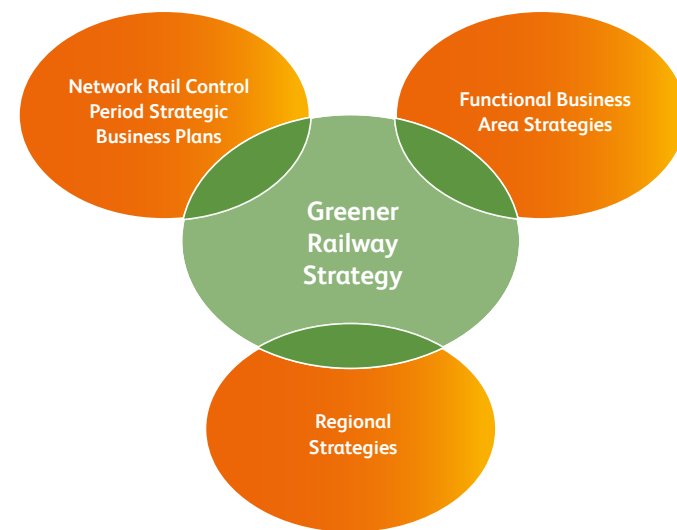 Network Rail Control
Period Strategic
Business Plans
Functional Business
Area Strategies
Greener
Railway
Strategy
Regional
Strategies